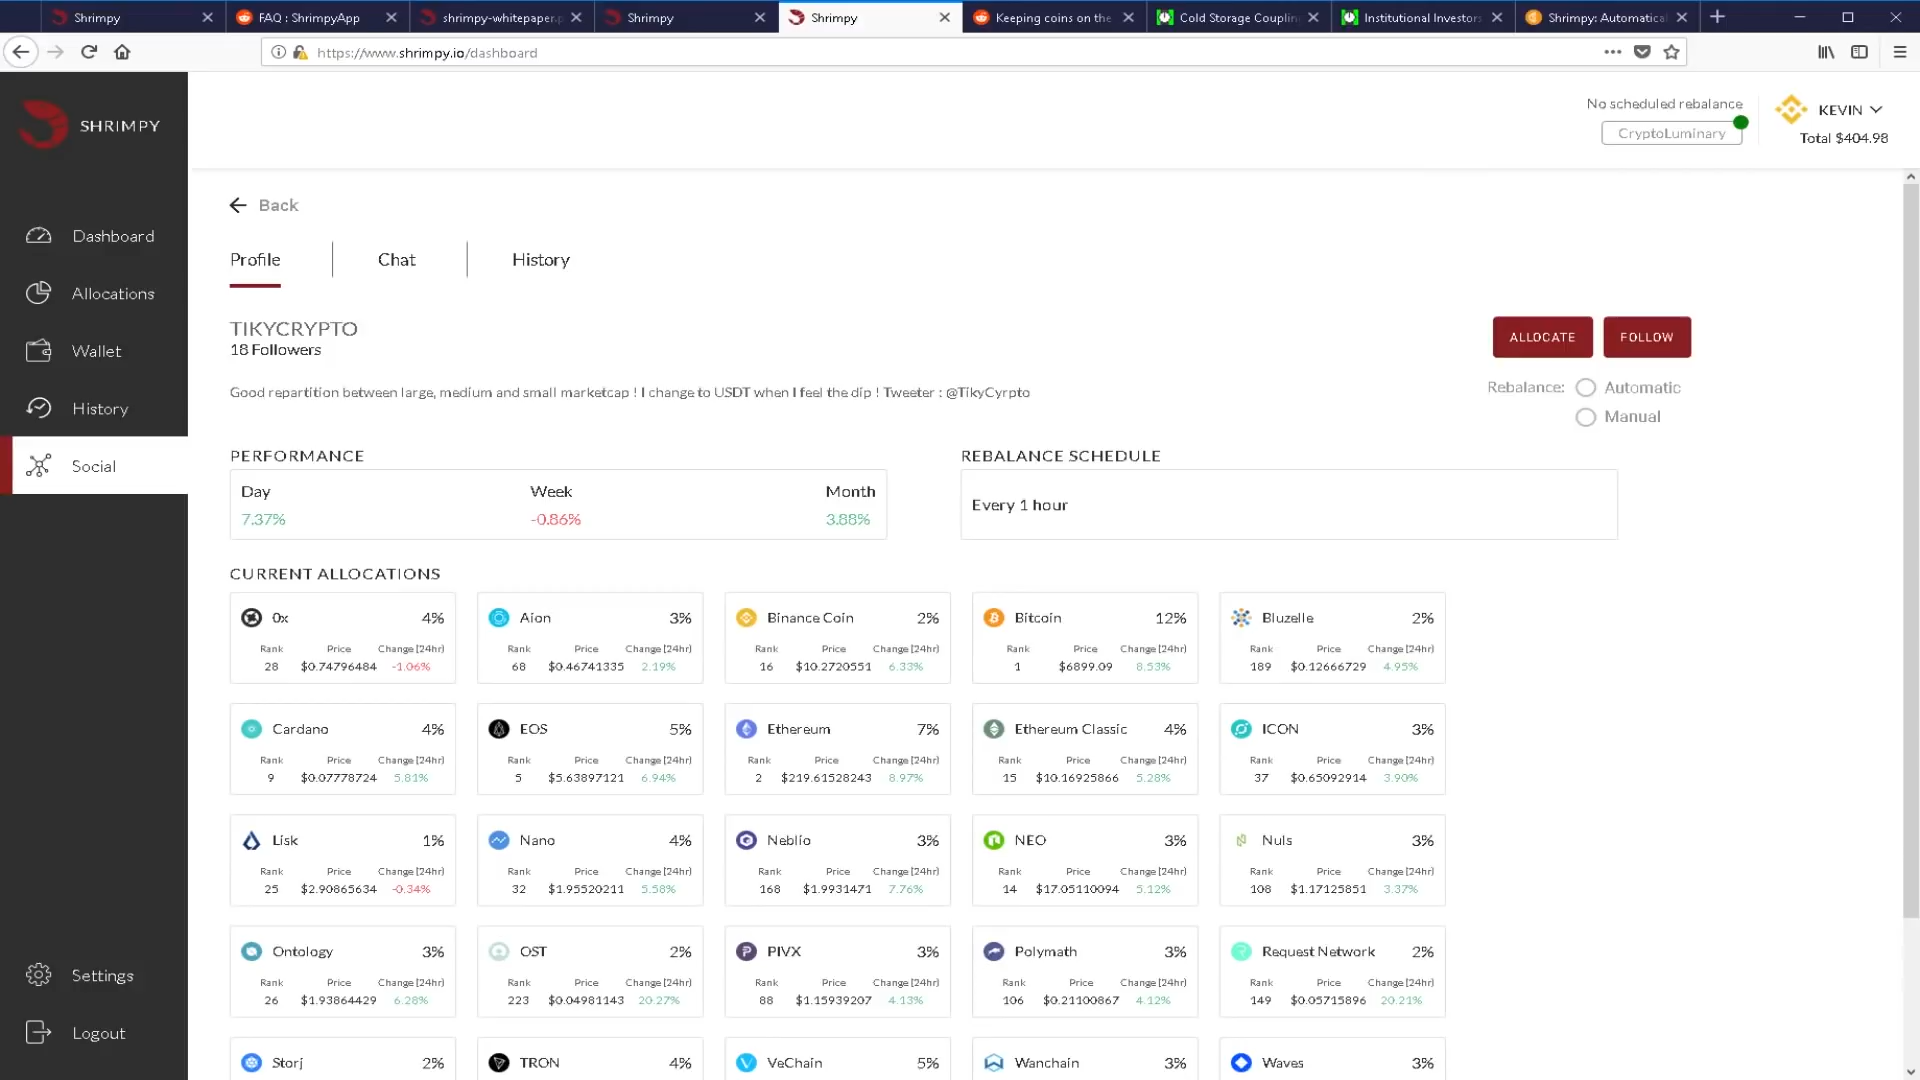 Shrimpy
FAQ : ShrimpyApp
shrimpy-whitepaper.p
Shrimpy
Shrimpy
Keeping coins on the
Cold Storage Couplin
Institutional Investors
Shrimpy: Automatica
https://www.shrimpy.io/dashboard
SHRIMPY
No scheduled rebalance
CryptoLuminary
KEVIN
Total $404.98
Dashboard
Allocations
Wallet
History
Social
Settings
Logout
Back
Profile
Chat
History
TIKYCRYPTO
18 Followers
ALLOCATE
FOLLOW
Good repartition between large, medium and small marketcap ! I change to USDT when I feel the dip ! Tweeter : @TikyCyrpto
Rebalance: Automatic
Manual
PERFORMANCE
Day Week Month
7.37% -0.86% 3.88%
REBALANCE SCHEDULE
Every 1 hour
CURRENT ALLOCATIONS
0x 4%
Rank Price Change [24hr]
28 $0.74796484 -1.06%
Aion 3%
Rank Price Change [24hr]
68 $0.46741335 2.19%
Binance Coin 2%
Rank Price Change [24hr]
16 $10.2720551 6.33%
Bitcoin 12%
Rank Price Change [24hr]
1 $6899.09 8.53%
Bluzelle 2%
Rank Price Change [24hr]
189 $0.12666729 4.95%
Cardano 4%
Rank Price Change [24hr]
9 $0.07778724 5.81%
EOS 5%
Rank Price Change [24hr]
5 $5.63897121 6.94%
Ethereum 7%
Rank Price Change [24hr]
2 $219.61528243 8.97%
Ethereum Classic 4%
Rank Price Change [24hr]
15 $10.16925866 5.28%
ICON 3%
Rank Price Change [24hr]
37 $0.65092914 3.90%
Lisk 1%
Rank Price Change [24hr]
25 $2.90865634 -0.34%
Nano 4%
Rank Price Change [24hr]
32 $1.95520211 5.58%
Neblio 3%
Rank Price Change [24hr]
168 $1.9931471 7.76%
NEO 3%
Rank Price Change [24hr]
14 $17.05110094 5.12%
Nuls 3%
Rank Price Change [24hr]
108 $1.17125851 3.37%
Ontology 3%
Rank Price Change [24hr]
26 $1.93864429 6.28%
OST 2%
Rank Price Change [24hr]
223 $0.04981143 20.27%
PIVX 3%
Rank Price Change [24hr]
88 $1.15939207 4.13%
Polymath 3%
Rank Price Change [24hr]
106 $0.21100867 4.12%
Request Network 2%
Rank Price Change [24hr]
149 $0.05715896 20.21%
Storj 2%
TRON 4%
VeChain 5%
Wanchain 3%
Waves 3%